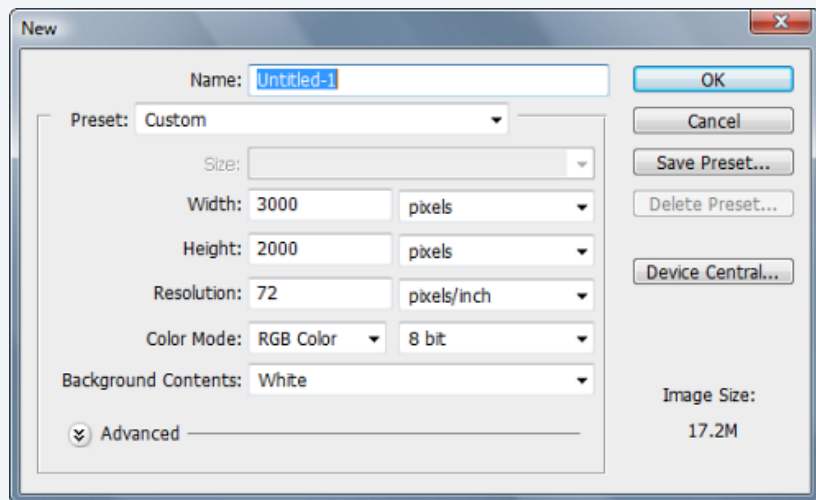 New
Name: Untitled-1 OK
Preset: Custom Cancel
Size: Save Preset...
Width: 3000 pixels Delete Preset...
Height: 2000 pixels
Device Central...
Resolution: 72 pixels/inch
Color Mode: RGB Color 8 bit
Background Contents: White
Image Size:
Advanced 17.2M